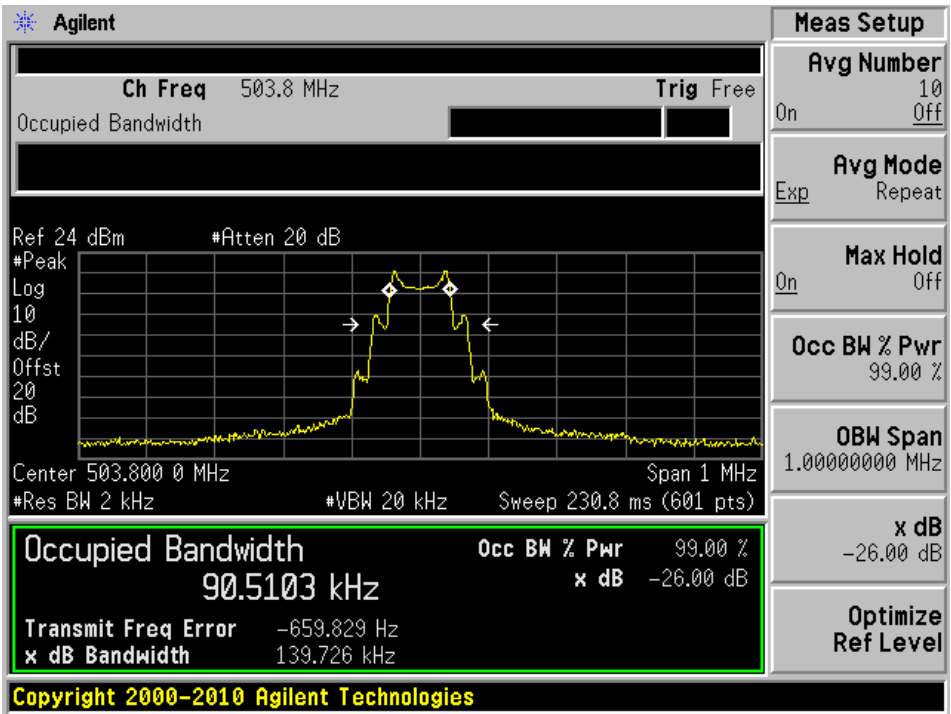 Agilent
Ch Freq 503.8 MHz Trig Free
Occupied Bandwidth
Ref 24 dBm #Atten 20 dB
#Peak
Log
10
dB/
Offst
20
dB
Center 503.800 0 MHz Span 1 MHz
#Res BW 2 kHz #VBW 20 kHz Sweep 230.8 ms (601 pts)
Occupied Bandwidth
90.5103 kHz
Occ BW % Pwr 99.00 %
x dB -26.00 dB
Transmit Freq Error -659.829 Hz
x dB Bandwidth 139.726 kHz
Copyright 2000-2010 Agilent Technologies
Meas Setup
Avg Number
10
On Off
Avg Mode
Exp Repeat
Max Hold
On Off
Occ BW % Pwr
99.00 %
OBW Span
1.00000000 MHz
x dB
-26.00 dB
Optimize
Ref Level